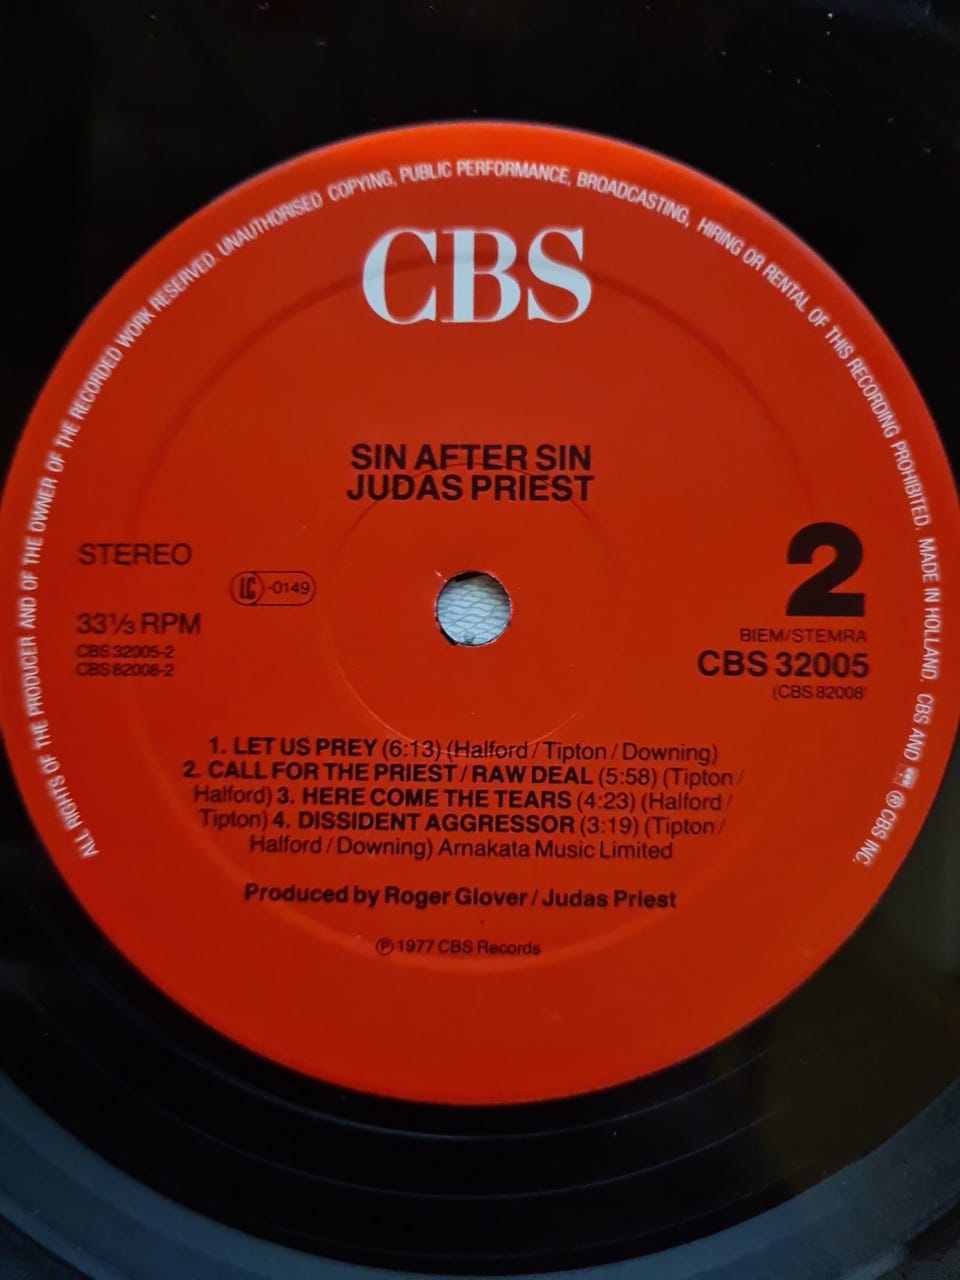 ALL RIGHTS OF THE PRODUCER AND OF THE OWNER OF THE RECORDED WORK RESERVED. UNAUTHORISED COPYING, PUBLIC PERFORMANCE, BROADCASTING, HIRING OR RENTAL OF THIS RECORDING PROHIBITED. MADE IN HOLLAND. CBS AND ® CBS INC.
CBS
SIN AFTER SIN
JUDAS PRIEST
STEREO
LC -0149
33⅓ RPM
CBS 32005-2
CBS 82008-2
2
BIEM/STEMRA
CBS 32005
(CBS 82008'
1. LET US PREY (6:13) (Halford / Tipton / Downing)
2. CALL FOR THE PRIEST / RAW DEAL (5:58) (Tipton /
Halford) 3. HERE COME THE TEARS (4:23) (Halford /
Tipton) 4. DISSIDENT AGGRESSOR (3:19) (Tipton /
Halford / Downing) Arnakata Music Limited
Produced by Roger Glover / Judas Priest
℗ 1977 CBS Records